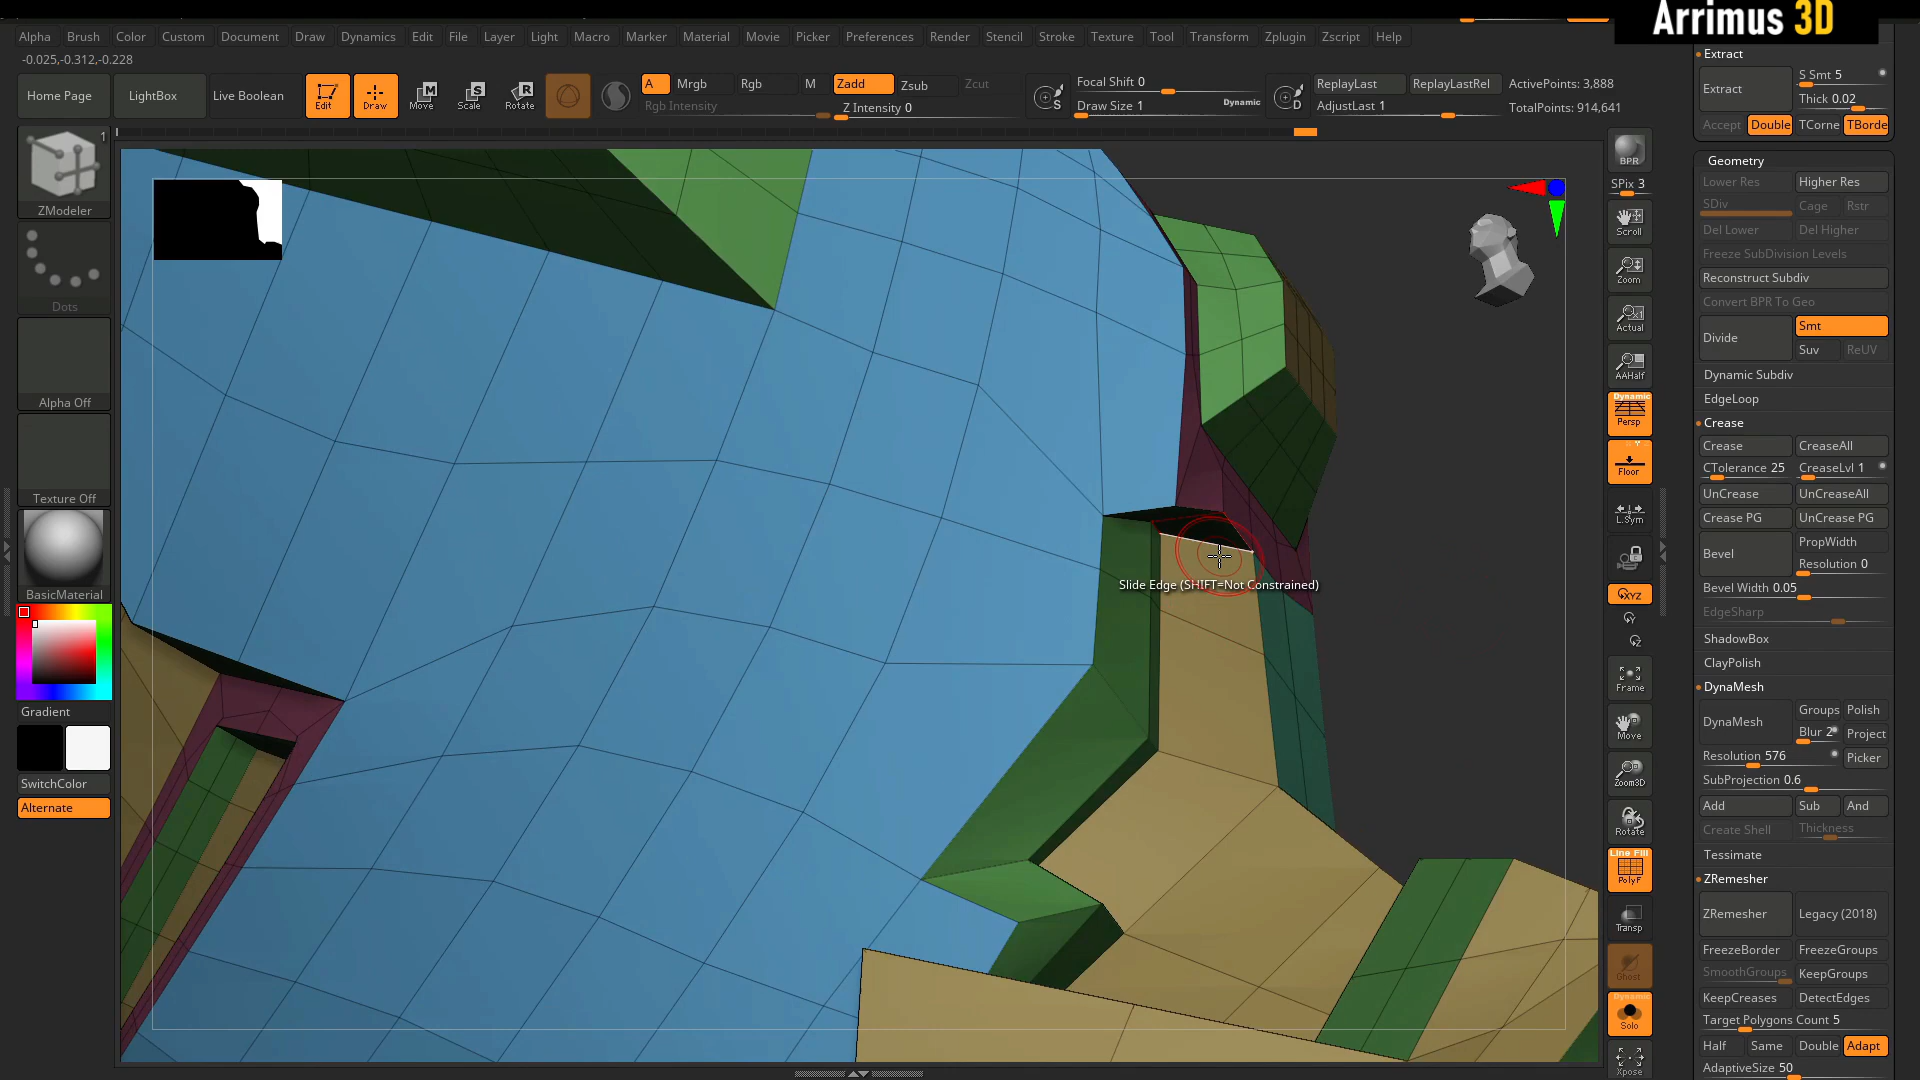 Arrimus 3D
Alpha Brush Color Custom Document Draw Dynamics Edit File Layer Light Macro Marker Material Movie Picker Preferences Render Stencil Stroke Texture Tool Transform Zplugin Zscript Help
-0.025,-0.312,-0.228
Home Page
LightBox
Live Boolean
Edit
Draw
Move
Scale
Rotate
A
Mrgb
Rgb
M
Zadd
Zsub
Zcut
Rgb Intensity
Z Intensity 0
Focal Shift 0
Draw Size 1
Dynamic
S
D
ReplayLast
ReplayLastRel
AdjustLast 1
ActivePoints: 3,888
TotalPoints: 914,641
1
ZModeler
Dots
Alpha Off
Texture Off
BasicMaterial
Gradient
SwitchColor
Alternate
Slide Edge (SHIFT=Not Constrained)
BPR
SPix 3
Scroll
Zoom
Actual
AAHalf
Dynamic
Persp
Floor
L.Sym
XYZ
Frame
Move
Zoom3D
Rotate
Line Fill
PolyF
Transp
Ghost
Dynamic
Solo
Xpose
Extract
Extract
S Smt 5
Thick 0.02
Accept
Double
TCorne
TBorde
Geometry
Lower Res
Higher Res
SDiv
Cage
Rstr
Del Lower
Del Higher
Freeze SubDivision Levels
Reconstruct Subdiv
Convert BPR To Geo
Divide
Smt
Suv
ReUV
Dynamic Subdiv
EdgeLoop
Crease
Crease
CreaseAll
CTolerance 25
CreaseLvl 1
UnCrease
UnCreaseAll
Crease PG
UnCrease PG
Bevel
PropWidth
Resolution 0
Bevel Width 0.05
EdgeSharp
ShadowBox
ClayPolish
DynaMesh
DynaMesh
Groups
Polish
Blur 2
Project
Resolution 576
Picker
SubProjection 0.6
Add
Sub
And
Create Shell
Thickness
Tessimate
ZRemesher
ZRemesher
Legacy (2018)
FreezeBorder
FreezeGroups
SmoothGroups
KeepGroups
KeepCreases
DetectEdges
Target Polygons Count 5
Half
Same
Double
Adapt
AdaptiveSize 50